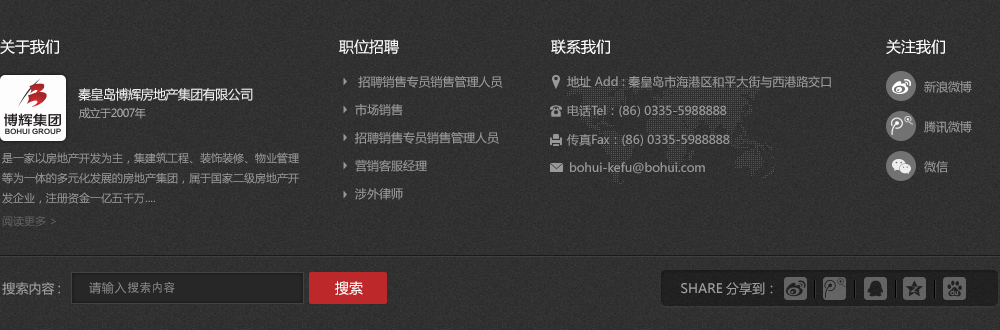 关于我们
博辉集团
BOHUI GROUP
秦皇岛博辉房地产集团有限公司
成立于2007年
是一家以房地产开发为主，集建筑工程、装饰装修、物业管理
等为一体的多元化发展的房地产集团，属于国家二级房地产开
发企业，注册资金一亿五千万....
阅读更多 >
职位招聘
招聘销售专员销售管理人员
市场销售
招聘销售专员销售管理人员
营销客服经理
涉外律师
联系我们
地址 Add : 秦皇岛市海港区和平大街与西港路交口
电话Tel : (86) 0335-5988888
传真Fax : (86) 0335-5988888
bohui-kefu@bohui.com
关注我们
新浪微博
腾讯微博
微信
搜索内容 :
请输入搜索内容
搜索
SHARE 分享到 :